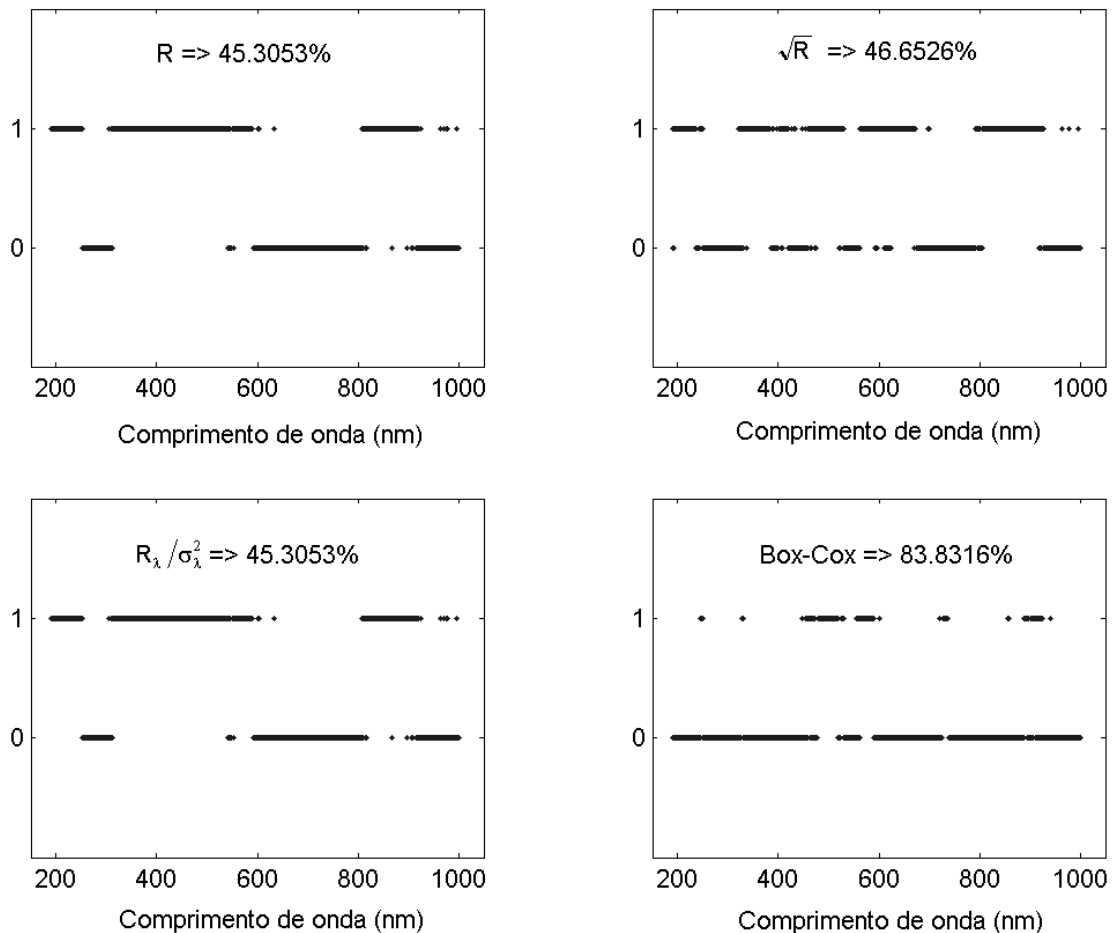 R => 45.3053%
1
0
200 400 600 800 1000
Comprimento de onda (nm)
√R => 46.6526%
1
0
200 400 600 800 1000
Comprimento de onda (nm)
R_λ/σ²_λ => 45.3053%
1
0
200 400 600 800 1000
Comprimento de onda (nm)
Box-Cox => 83.8316%
1
0
200 400 600 800 1000
Comprimento de onda (nm)